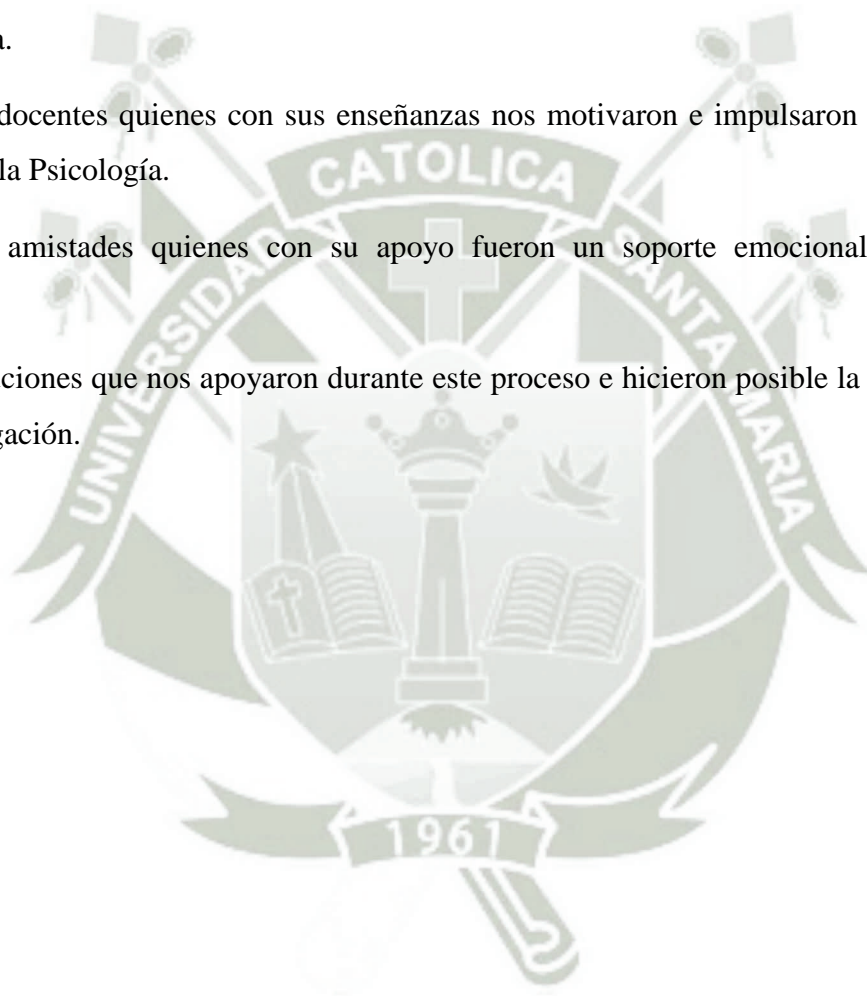 a.
docentes quienes con sus enseñanzas nos motivaron e impulsaron
la Psicología.
amistades quienes con su apoyo fueron un soporte emocional
ciones que nos apoyaron durante este proceso e hicieron posible la
gación.
UNIVERSIDAD CATOLICA SANTA MARIA
1961